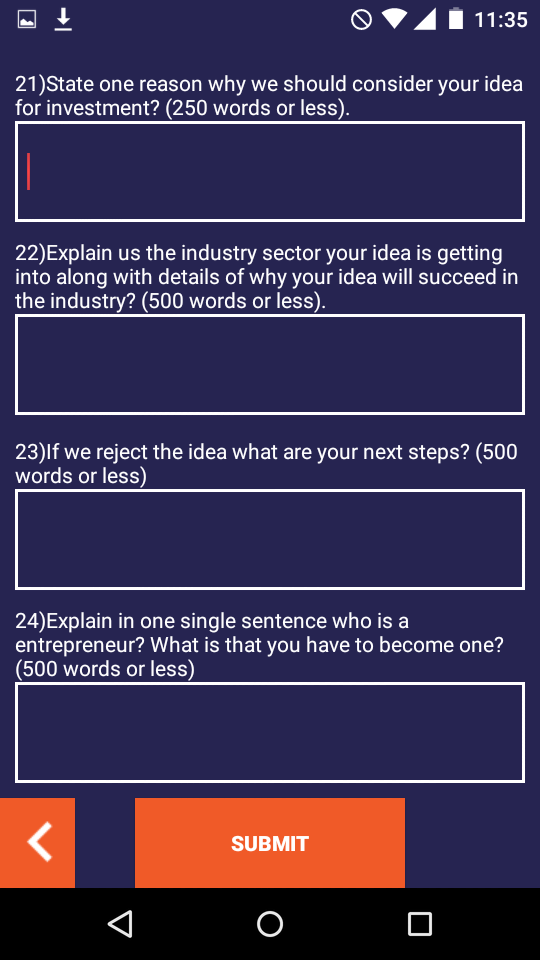 11:35
21)State one reason why we should consider your idea
for investment? (250 words or less).
22)Explain us the industry sector your idea is getting
into along with details of why your idea will succeed in
the industry? (500 words or less).
23)If we reject the idea what are your next steps? (500
words or less)
24)Explain in one single sentence who is a
entrepreneur? What is that you have to become one?
(500 words or less)
SUBMIT